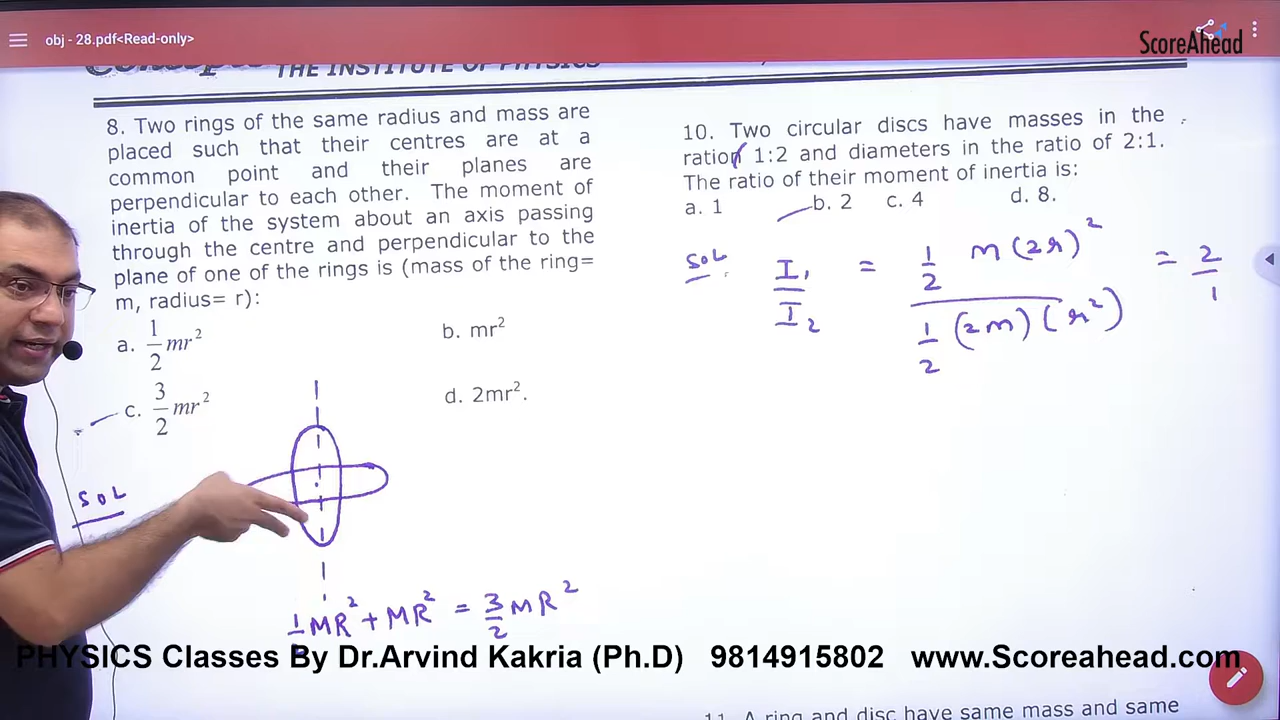 obj - 28.pdf<Read-only>
ScoreAhead
THE INSTITUTE OF PHYSICS
8. Two rings of the same radius and mass are
placed such that their centres are at a
common point and their planes are
perpendicular to each other. The moment of
inertia of the system about an axis passing
through the centre and perpendicular to the
plane of one of the rings is (mass of the ring=
m, radius= r):
a. 1/2 mr²
b. mr²
c. 3/2 mr²
d. 2mr².
SOL
1/2 MR² + MR² = 3/2 MR²
10. Two circular discs have masses in the
ration 1:2 and diameters in the ratio of 2:1.
The ratio of their moment of inertia is:
a. 1 b. 2 c. 4 d. 8.
SOL
I₁/I₂ = 1/2 m(2r)² / 1/2 (2m)(r²) = 2/1
11. A ring and disc have same mass and same
PHYSICS Classes By Dr.Arvind Kakria (Ph.D) 9814915802 www.Scoreahead.com